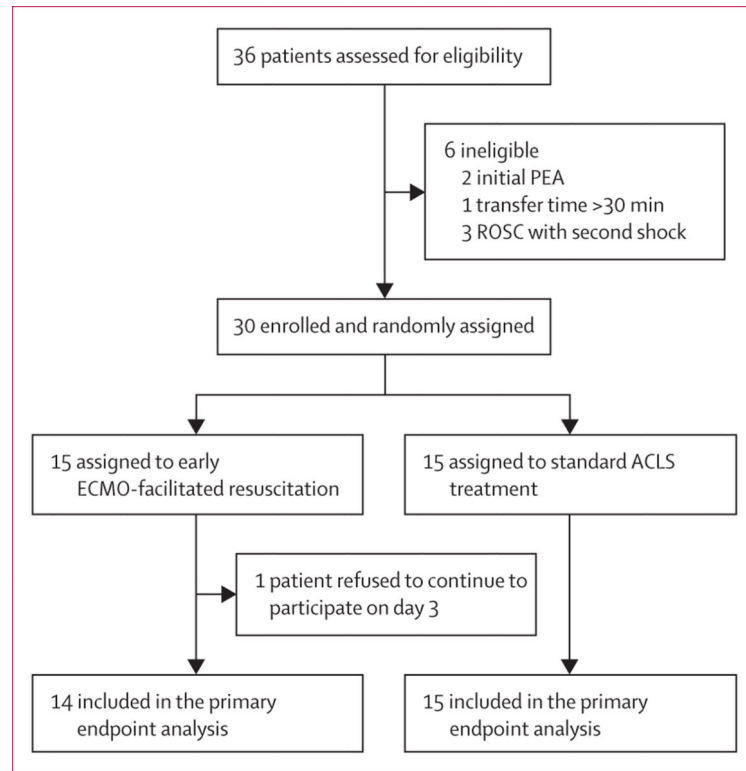 36 patients assessed for eligibility
6 ineligible
2 initial PEA
1 transfer time >30 min
3 ROSC with second shock
30 enrolled and randomly assigned
15 assigned to early
ECMO-facilitated resuscitation
15 assigned to standard ACLS
treatment
1 patient refused to continue to
participate on day 3
14 included in the primary
endpoint analysis
15 included in the primary
endpoint analysis